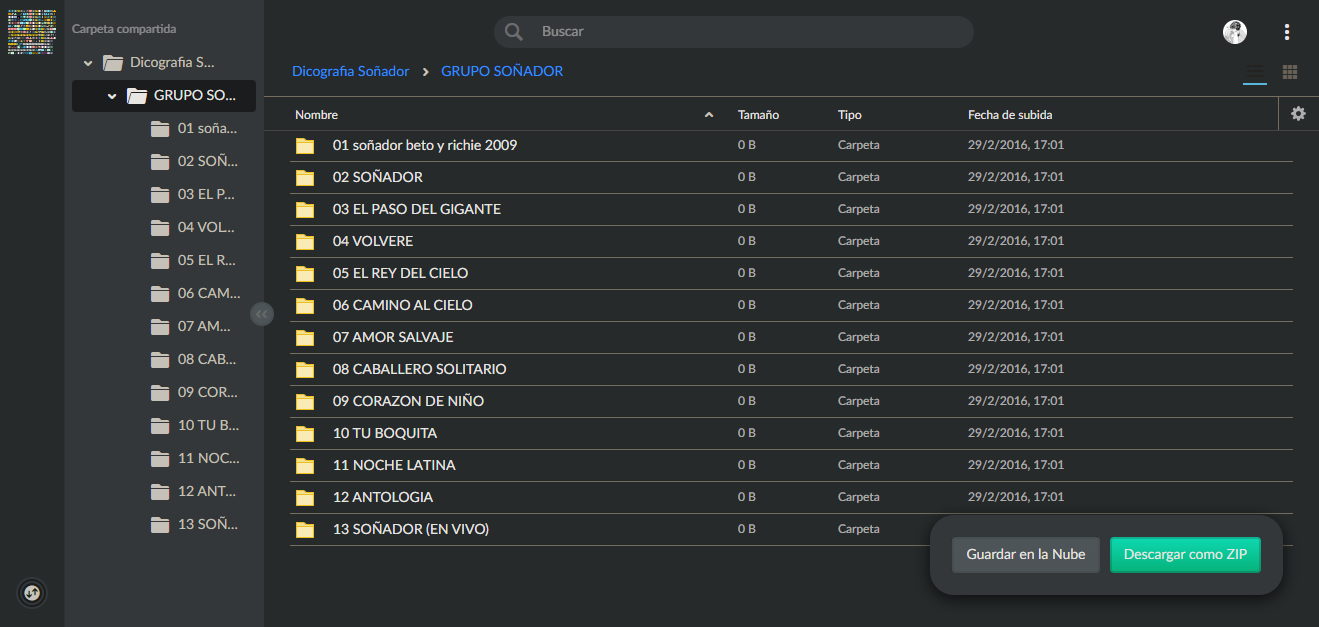 Carpeta compartida
Dicografia S...
GRUPO SO...
01 soña...
02 SOÑ...
03 EL P...
04 VOL...
05 EL R...
06 CAM...
07 AM...
08 CAB...
09 COR...
10 TU B...
11 NOC...
12 ANT...
13 SOÑ...
Buscar
Dicografia Soñador > GRUPO SOÑADOR
Nombre Tamaño Tipo Fecha de subida
01 soñador beto y richie 2009 0 B Carpeta 29/2/2016, 17:01
02 SOÑADOR 0 B Carpeta 29/2/2016, 17:01
03 EL PASO DEL GIGANTE 0 B Carpeta 29/2/2016, 17:01
04 VOLVERE 0 B Carpeta 29/2/2016, 17:01
05 EL REY DEL CIELO 0 B Carpeta 29/2/2016, 17:01
06 CAMINO AL CIELO 0 B Carpeta 29/2/2016, 17:01
07 AMOR SALVAJE 0 B Carpeta 29/2/2016, 17:01
08 CABALLERO SOLITARIO 0 B Carpeta 29/2/2016, 17:01
09 CORAZON DE NIÑO 0 B Carpeta 29/2/2016, 17:01
10 TU BOQUITA 0 B Carpeta 29/2/2016, 17:01
11 NOCHE LATINA 0 B Carpeta 29/2/2016, 17:01
12 ANTOLOGIA 0 B Carpeta 29/2/2016, 17:01
13 SOÑADOR (EN VIVO) 0 B Carpeta
Guardar en la Nube Descargar como ZIP